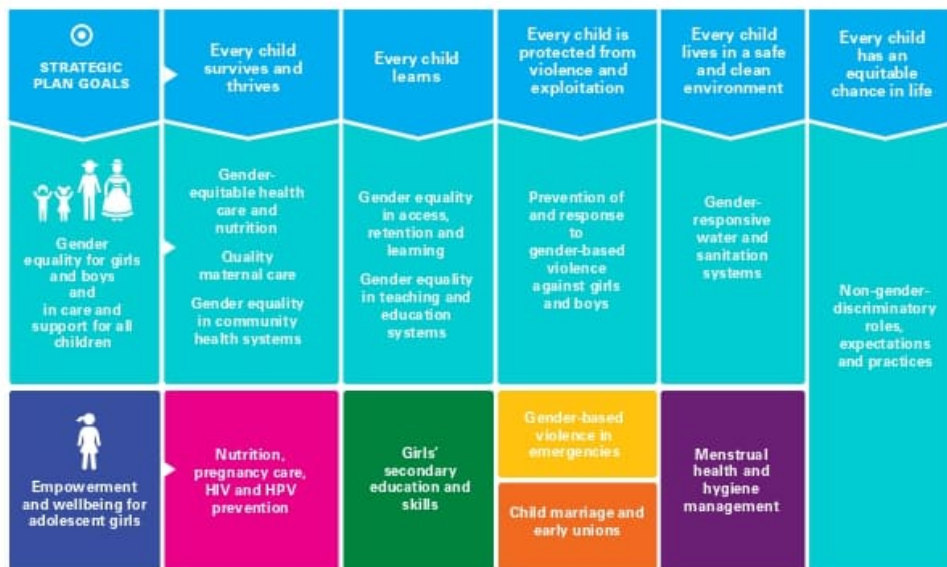 STRATEGIC
PLAN GOALS
Every child
survives and
thrives
Every child
learns
Every child is
protected from
violence and
exploitation
Every child
lives in a safe
and clean
environment
Every child
has an
equitable
chance in life
Gender
equality for girls
and boys
and
in care and
support for all
children
Gender-
equitable health
care and
nutrition
Quality
maternal care
Gender equality
in community
health systems
Gender equality
in access,
retention and
learning
Gender equality
in teaching and
education
systems
Prevention of
and response
to
gender-based
violence
against girls
and boys
Gender-
responsive
water and
sanitation
systems
Non-gender-
discriminatory
roles,
expectations
and practices
Empowerment
and wellbeing for
adolescent girls
Nutrition,
pregnancy care,
HIV and HPV
prevention
Girls'
secondary
education and
skills
Gender-based
violence in
emergencies
Child marriage and
early unions
Menstrual
health and
hygiene
management